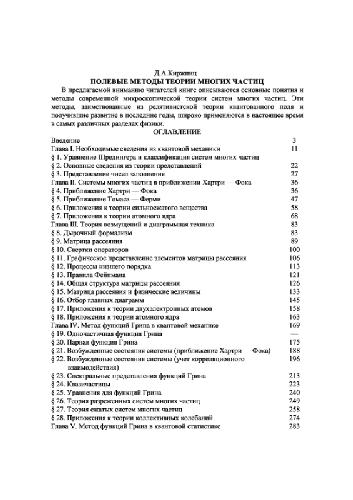 Д.А.Киржниц
ПОЛЕВЫЕ МЕТОДЫ ТЕОРИИ МНОГИХ ЧАСТИЦ
В предлагаемой вниманию читателей книге описываются основные понятия и
методы современной микроскопической теории систем многих частиц. Эти
методы, заимствованные из релятивистской теории квантованного поля и
получившие развитие в последние годы, широко применяются в настоящее время
в самых различных разделах физики.
ОГЛАВЛЕНИЕ
Введение 3
Глава I. Необходимые сведения из квантовой механики 11
§ 1. Уравнение Шредингера и классификация систем многих частиц
§ 2. Основные сведения из теории представлений 22
§ 3. Представление чисел заполнения 27
Глава II. Системы многих частиц в приближении Хартри — Фока 36
§ 4. Приближение Хартри — Фока 36
§ 5. Приближение Томаса — Ферми 47
§ 6. Приложения к теории сильносжатого вещества 58
§ 7. Приложения к теории атомного ядра 68
Глава III. Теория возмущений и диаграммная техника 83
§ 8. Дырочный формализм 83
§ 9. Матрица рассеяния 89
§ 10. Свертки операторов 100
§ 11. Графическое представление элементов матрицы рассеяния 106
§ 12. Процессы низшего порядка 113
§ 13. Правила Фейнмана 121
§ 14. Общая структура матрицы рассеяния 126
§ 15. Матрица рассеяния и физические величины 133
§ 16. Отбор главных диаграмм 145
§ 17. Приложения к теории двухэлектронных атомов 158
§ 18. Приложения к теории атомного ядра 163
Глава IV. Метод функций Грина в квантовой механике 169
§ 19. Одночастичная функция Грина —
§ 20. Парная функция Грина 175
§ 21. Возбужденные состояния системы (приближение Хартри — Фока) 188
§ 22. Возбужденные состояния системы (учет корреляционного 196
взаимодействия)
§ 23. Спектральные представления функций Грина 213
§ 24. Квазичастицы 223
§ 25. Уравнения для функций Грина 240
§ 26. Теория разреженных систем многих частиц 249
§ 27. Теория сжатых систем многих частиц 258
§ 28. Приложения к теории коллективных колебаний 274
Глава V. Метод функций Грина в квантовой статистике 283